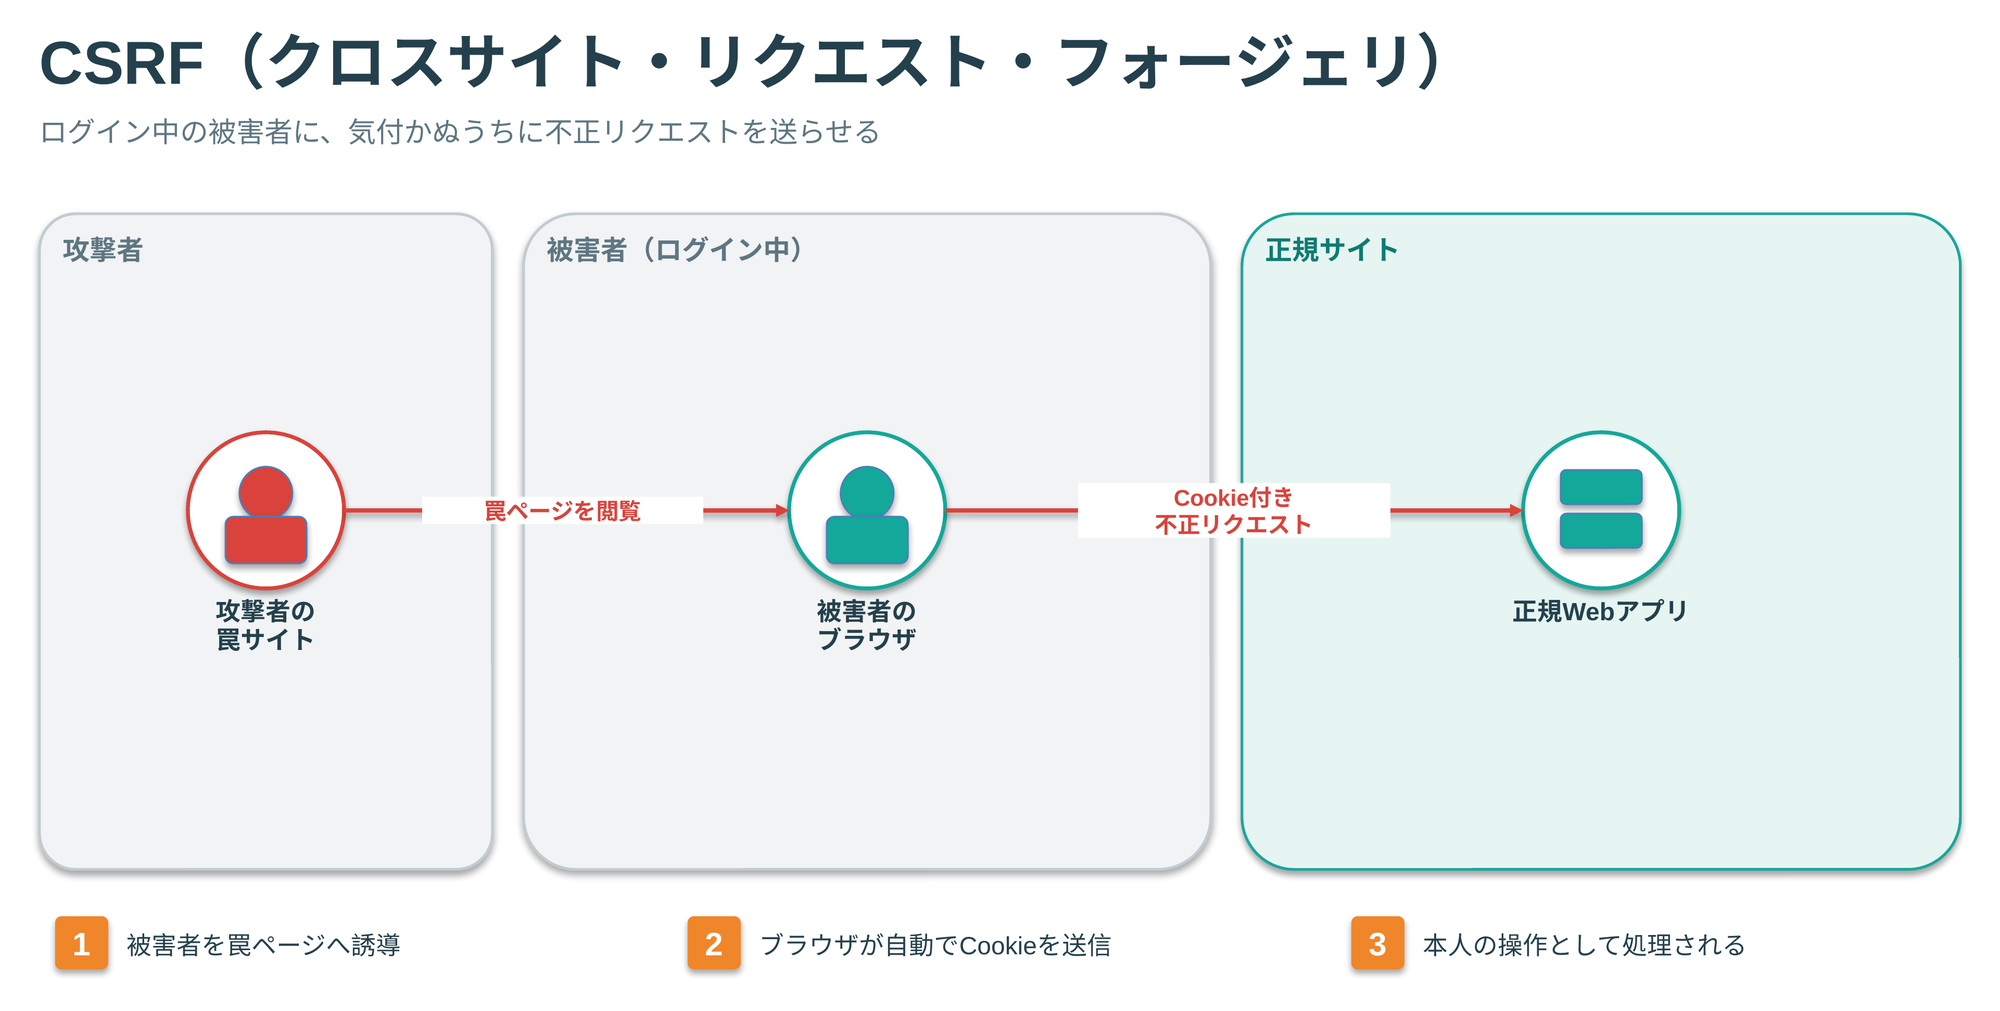 CSRF（クロスサイト・リクエスト・フォージェリ）
ログイン中の被害者に、気付かぬうちに不正リクエストを送らせる
攻撃者
被害者（ログイン中）
正規サイト
罠ページを閲覧
Cookie付き
不正リクエスト
攻撃者の
罠サイト
被害者の
ブラウザ
正規Webアプリ
1 被害者を罠ページへ誘導
2 ブラウザが自動でCookieを送信
3 本人の操作として処理される